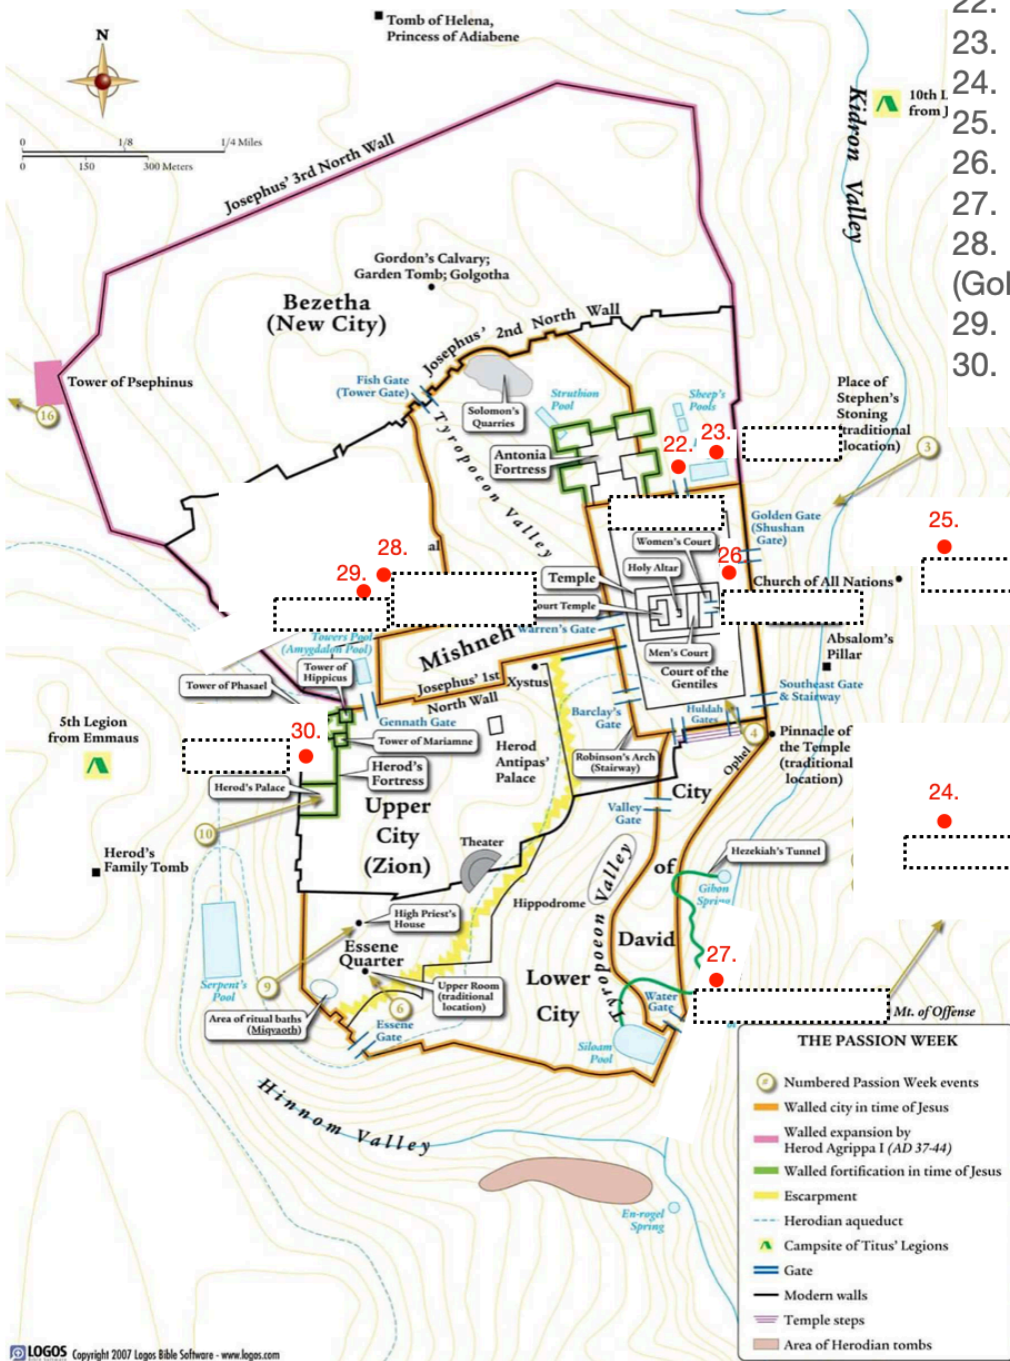 22.
23.
24.
25.
26.
27.
28.
(Gol
29.
30.
Tomb of Helena,
Princess of Adiabene
N
0 1/8 1/4 Miles
0 150 300 Meters
Josephus' 3rd North Wall
Kidron Valley
10th L
from J
Gordon's Calvary;
Garden Tomb; Golgotha
Bezetha
(New City)
Josephus' 2nd North Wall
Tower of Psephinus
16
Fish Gate
(Tower Gate)
Solomon's
Quarries
Struthion
Pool
Sheep's
Pools
Place of
Stephen's
Stoning
(traditional
location)
3
Tyropoeon Valley
Antonia
Fortress
22.
23.
Golden Gate
(Shushan
Gate)
25.
al
28.
29.
Women's Court
Holy Altar
26
Temple
Church of All Nations
ourt Temple
Warren's Gate
Towers Pool
(Amygdalon Pool)
Mishneh
Men's Court
Court of the
Gentiles
Absalom's
Pillar
Tower of
Hippicus
Tower of Phasael
Josephus' 1st
North Wall
Xystus
Southeast Gate
& Stairway
5th Legion
from Emmaus
Gennath Gate
Barclay's
Gate
Huldah
Gates
4
Pinnacle of
the Temple
(traditional
location)
30.
Tower of Mariamne
Herod
Antipas'
Palace
Robinson's Arch
(Stairway)
Ophel
Herod's
Fortress
Herod's Palace
Upper
City
(Zion)
City
of
David
Valley
Gate
24.
10
Herod's
Family Tomb
Theater
Hezekiah's Tunnel
Gihon
Spring
Tyropoeon Valley
Hippodrome
High Priest's
House
Essene
Quarter
27.
Lower
City
Serpent's
Pool
9
Upper Room
(traditional
location)
6
Area of ritual baths
(Miqvaoth)
Essene
Gate
Water
Gate
Siloam
Pool
Mt. of Offense
Hinnom Valley
En-rogel
Spring
THE PASSION WEEK
# Numbered Passion Week events
Walled city in time of Jesus
Walled expansion by
Herod Agrippa I (AD 37-44)
Walled fortification in time of Jesus
Escarpment
Herodian aqueduct
Campsite of Titus' Legions
Gate
Modern walls
Temple steps
Area of Herodian tombs
LOGOS Copyright 2007 Logos Bible Software - www.logos.com